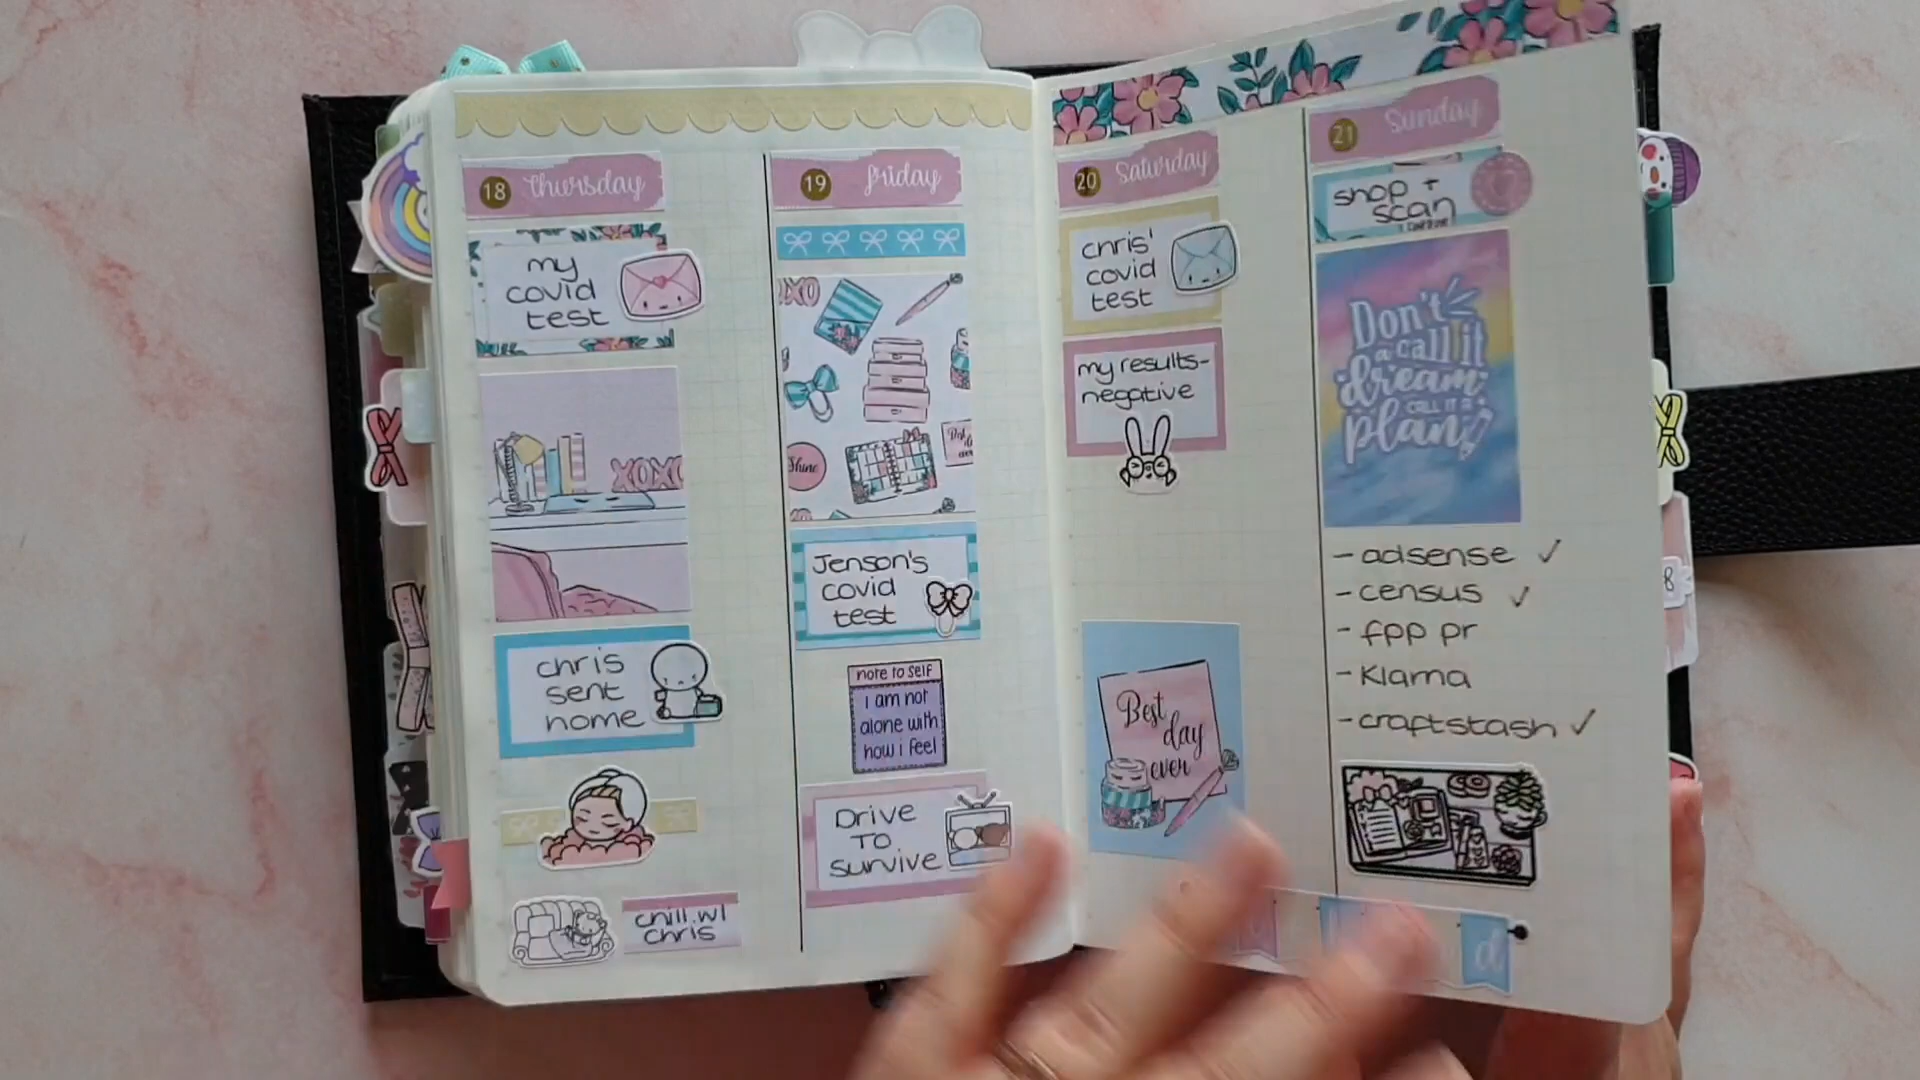 18 Thursday
my
covid
test
XOXO
chris
sent
home
chill w/
chris
19 friday
XOXO
Shine
Jenson's
covid
test
note to self
i am not
alone with
how i feel
Drive
To
survive
20 Saturday
chris'
covid
test
my results-
negative
Best
day
ever
21 Sunday
shop +
scan
Don't
a call it
dream
CALL IT a
plan
- adsense ✓
- census ✓
- fpp pr
- Klarna
- craftstash ✓
d
8